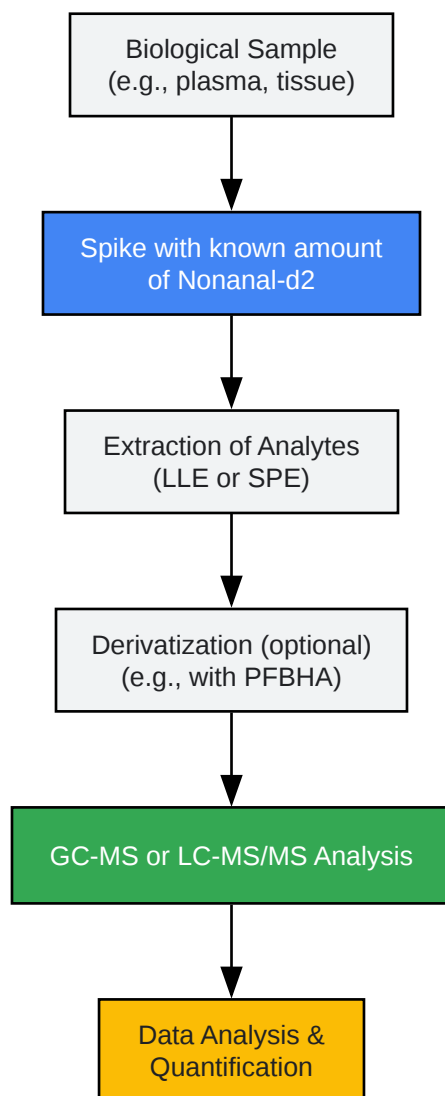 Biological Sample
(e.g., plasma, tissue)
Spike with known amount
of Nonanal-d2
Extraction of Analytes
(LLE or SPE)
Derivatization (optional)
(e.g., with PFBHA)
GC-MS or LC-MS/MS Analysis
Data Analysis &
Quantification